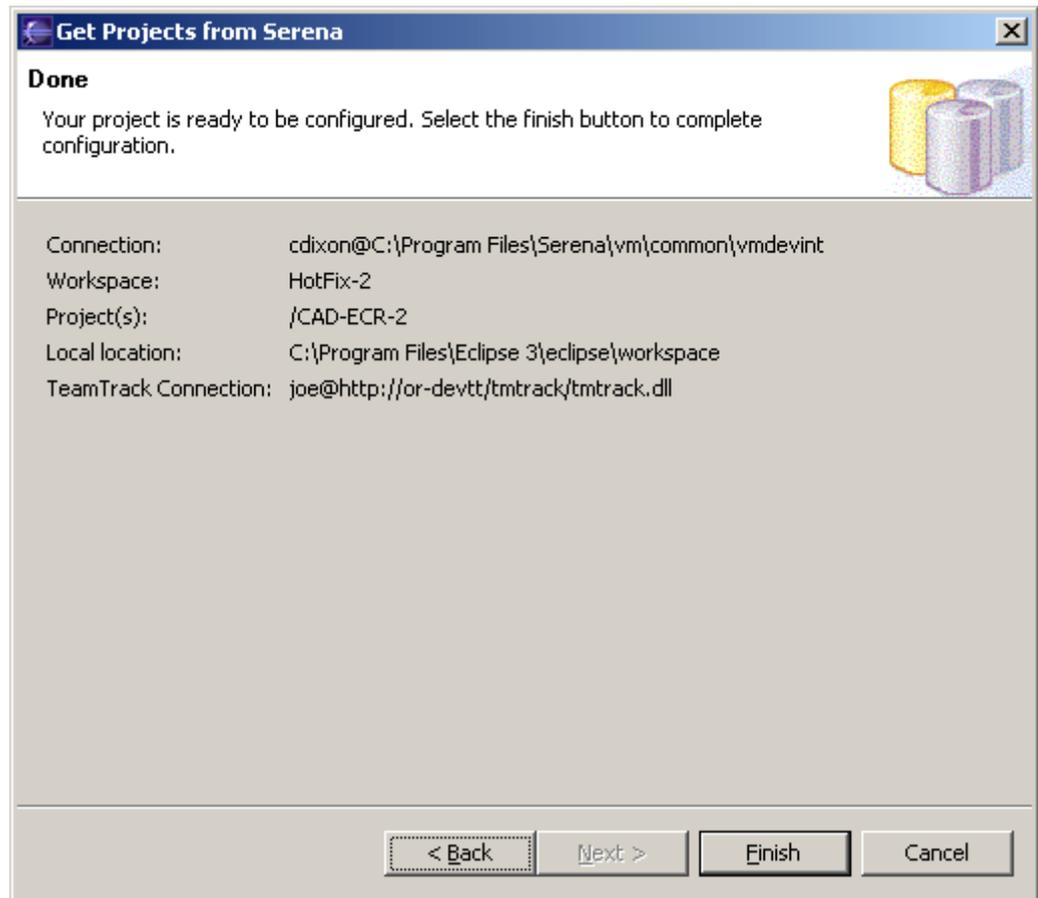 Get Projects from Serena
Done
Your project is ready to be configured. Select the finish button to complete
configuration.
Connection: cdixon@C:\Program Files\Serena\vm\common\vmdevint
Workspace: HotFix-2
Project(s): /CAD-ECR-2
Local location: C:\Program Files\Eclipse 3\eclipse\workspace
TeamTrack Connection: joe@http://or-devtt/tmtrack/tmtrack.dll
< Back Next > Finish Cancel